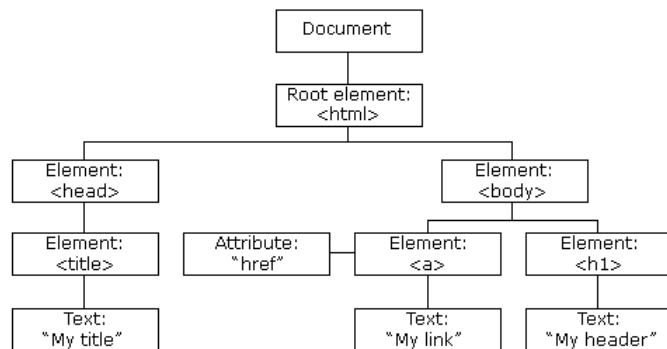 Document
Root element:
<html>
Element:
<head>
Element:
<body>
Element:
<title>
Attribute:
"href"
Element:
<a>
Element:
<h1>
Text:
"My title"
Text:
"My link"
Text:
"My header"